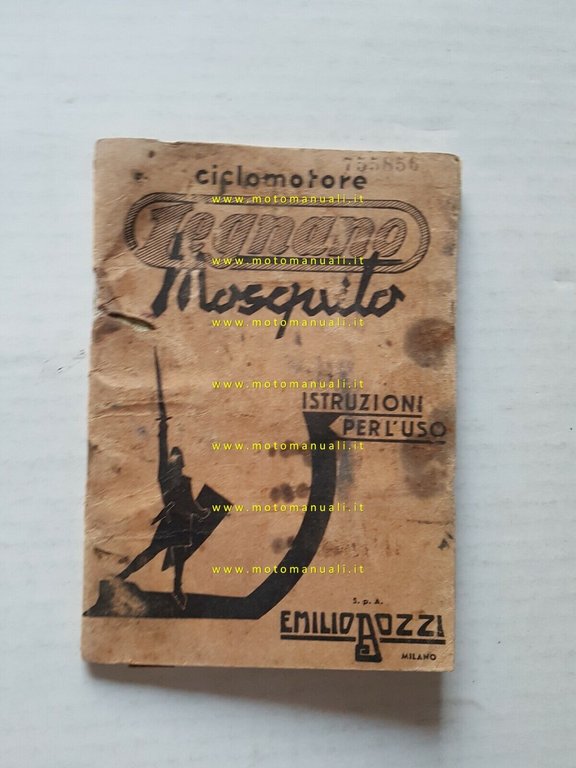 755856
ciclomotore
www.motomanuali.it
Legnano
www.motomanuali.it
Mosquito
www.motomanuali.it
www.motomanuali.it
ISTRUZIONI
PER L'USO
www.motomanuali.it
www.motomanuali.it
www.motomanuali.it
S. p. A.
EMILIO BOZZI
MILANO